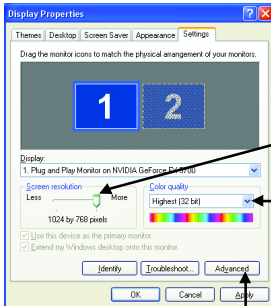 Display Properties
Themes Desktop Screen Saver Appearance Settings
Drag the monitor icons to match the physical arrangement of your monitors.
1 2
Display:
1. Plug and Play Monitor on NVIDIA GeForce 5700
Screen resolution Color quality
Less More Highest (32 bit)
1024 by 768 pixels
Use this device as the primary monitor.
Extend my Windows desktop onto this monitor.
Identify Troubleshoot... Advanced
OK Cancel Apply